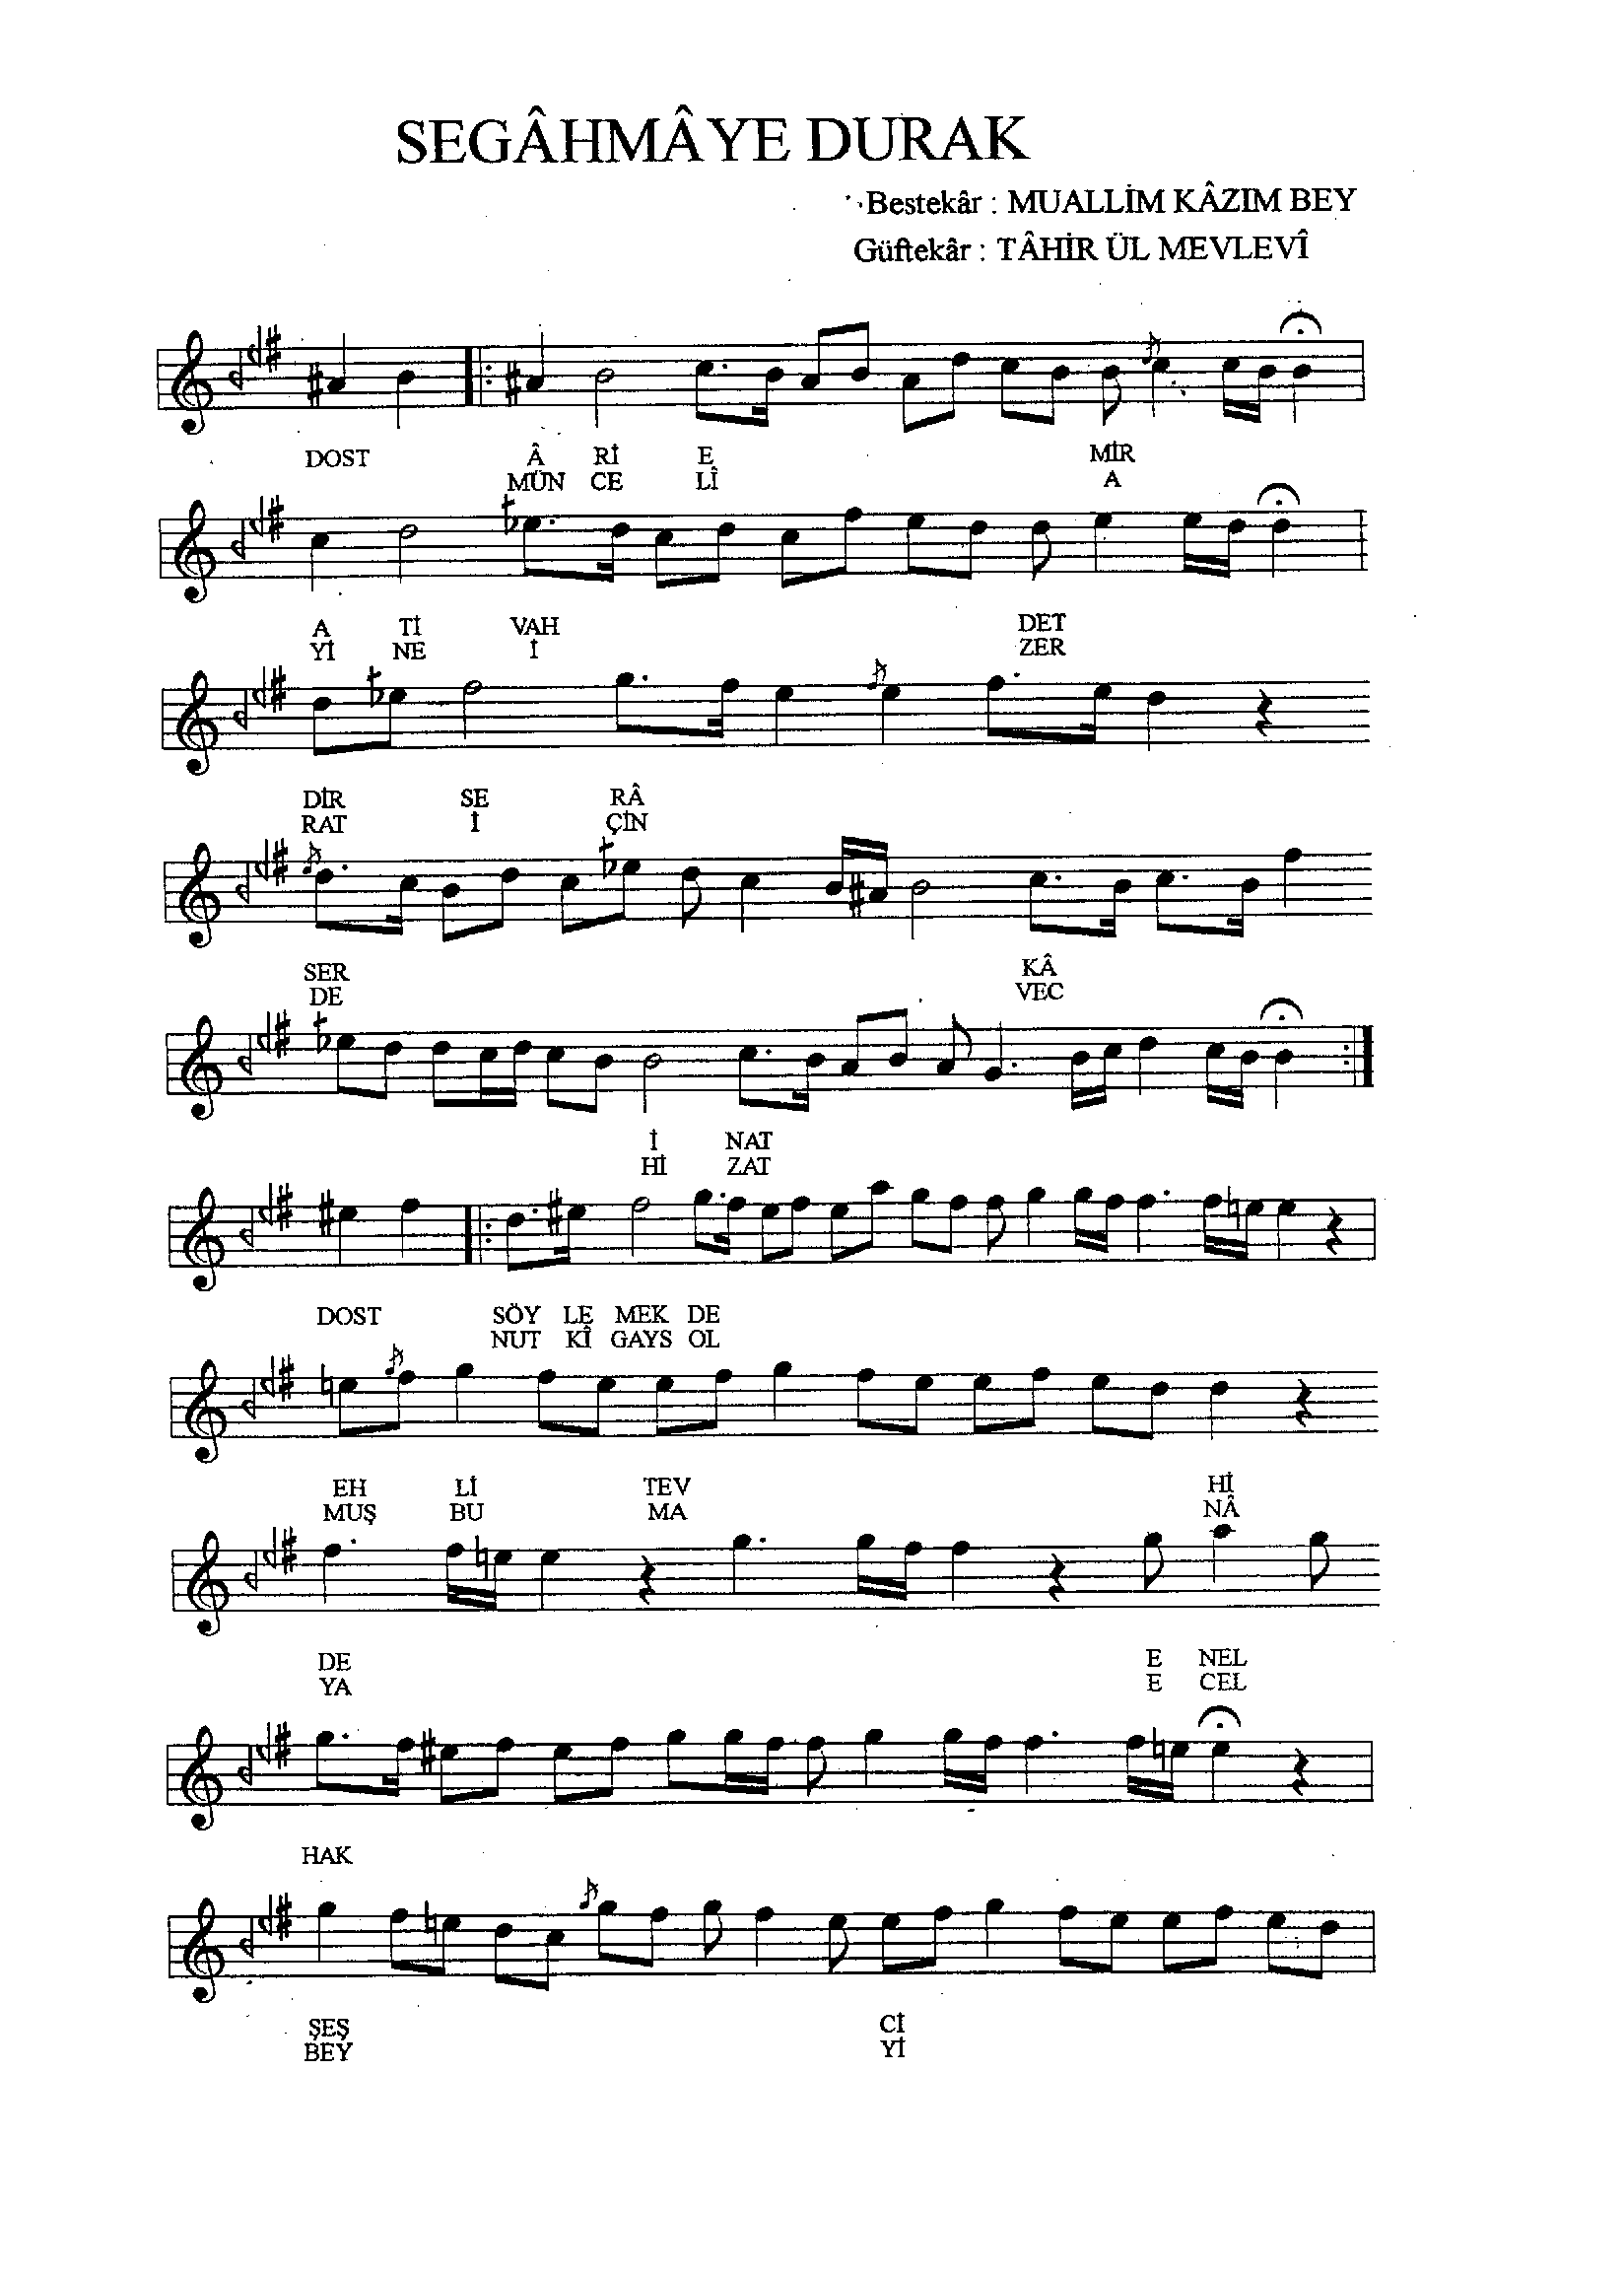 SEGÂHMÂYE DURAK
Bestekâr : MUALLİM KÂZIM BEY
Güftekâr : TÂHİR ÜL MEVLEVÎ
DOST Â Rİ E MİR
MÜN CE LÎ A
A Tİ VAH DET
Yİ NE İ ZER
DİR SE RÂ
RAT İ ÇİN
SER KÂ
DE VEC
İ NAT
Hİ ZAT
DOST SÖY LE MEK DE
NUT KÎ GAYS OL
EH Lİ TEV Hİ
MUŞ BU MA NÂ
DE E NEL
YA E CEL
HAK
ŞEŞ Cİ
BEY Yİ